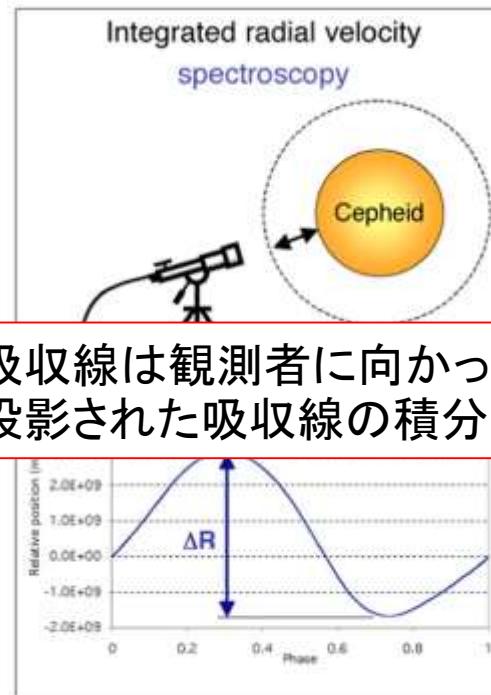 Integrated radial velocity
spectroscopy
Cepheid
吸収線は観測者に向かっ
投影された吸収線の積分
Relative position
2.0E+09
1.0E+09
0.0E+00
-1.0E+09
-2.0E+09
ΔR
0 0.2 0.4 0.6 0.8 1
Phase